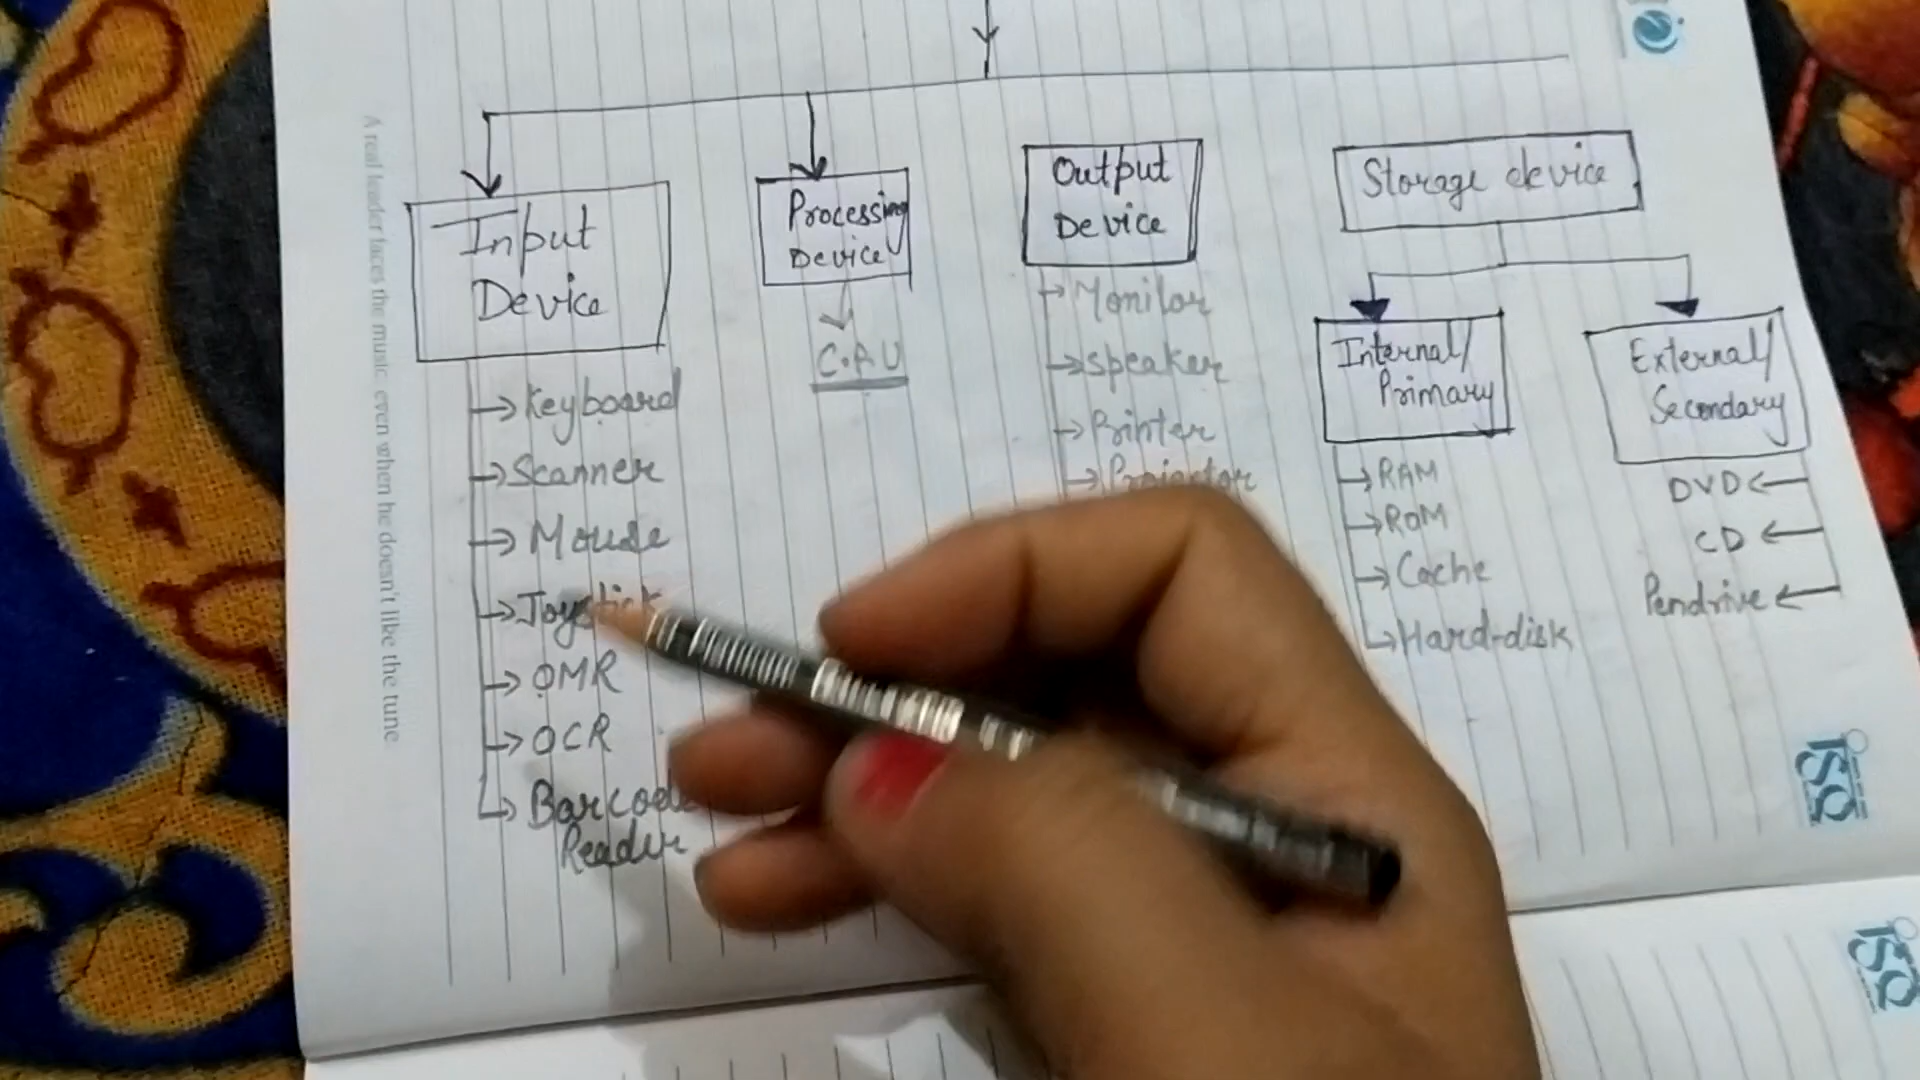 Input
Device
Keyboard
Scanner
Mouse
Joystick
OMR
OCR
Barcode
Reader
Processing
Device
C.P.U
Output
Device
Monitor
Speaker
Printer
Projector
Storage device
Internal/
Primary
RAM
ROM
Cache
Hard-disk
External/
Secondary
DVD
CD
Pendrive
A real leader faces the music even when he doesn't like the tune